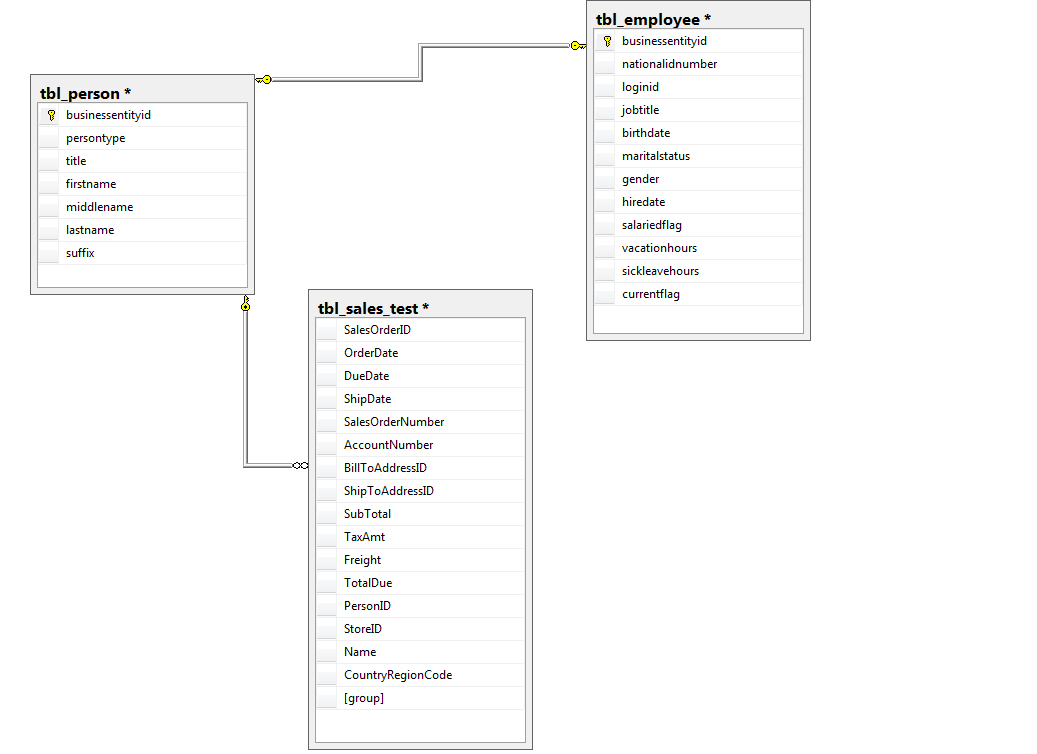 tbl_person *
businessentityid
persontype
title
firstname
middlename
lastname
suffix
tbl_employee *
businessentityid
nationalidnumber
loginid
jobtitle
birthdate
maritalstatus
gender
hiredate
salariedflag
vacationhours
sickleavehours
currentflag
tbl_sales_test *
SalesOrderID
OrderDate
DueDate
ShipDate
SalesOrderNumber
AccountNumber
BillToAddressID
ShipToAddressID
SubTotal
TaxAmt
Freight
TotalDue
PersonID
StoreID
Name
CountryRegionCode
[group]